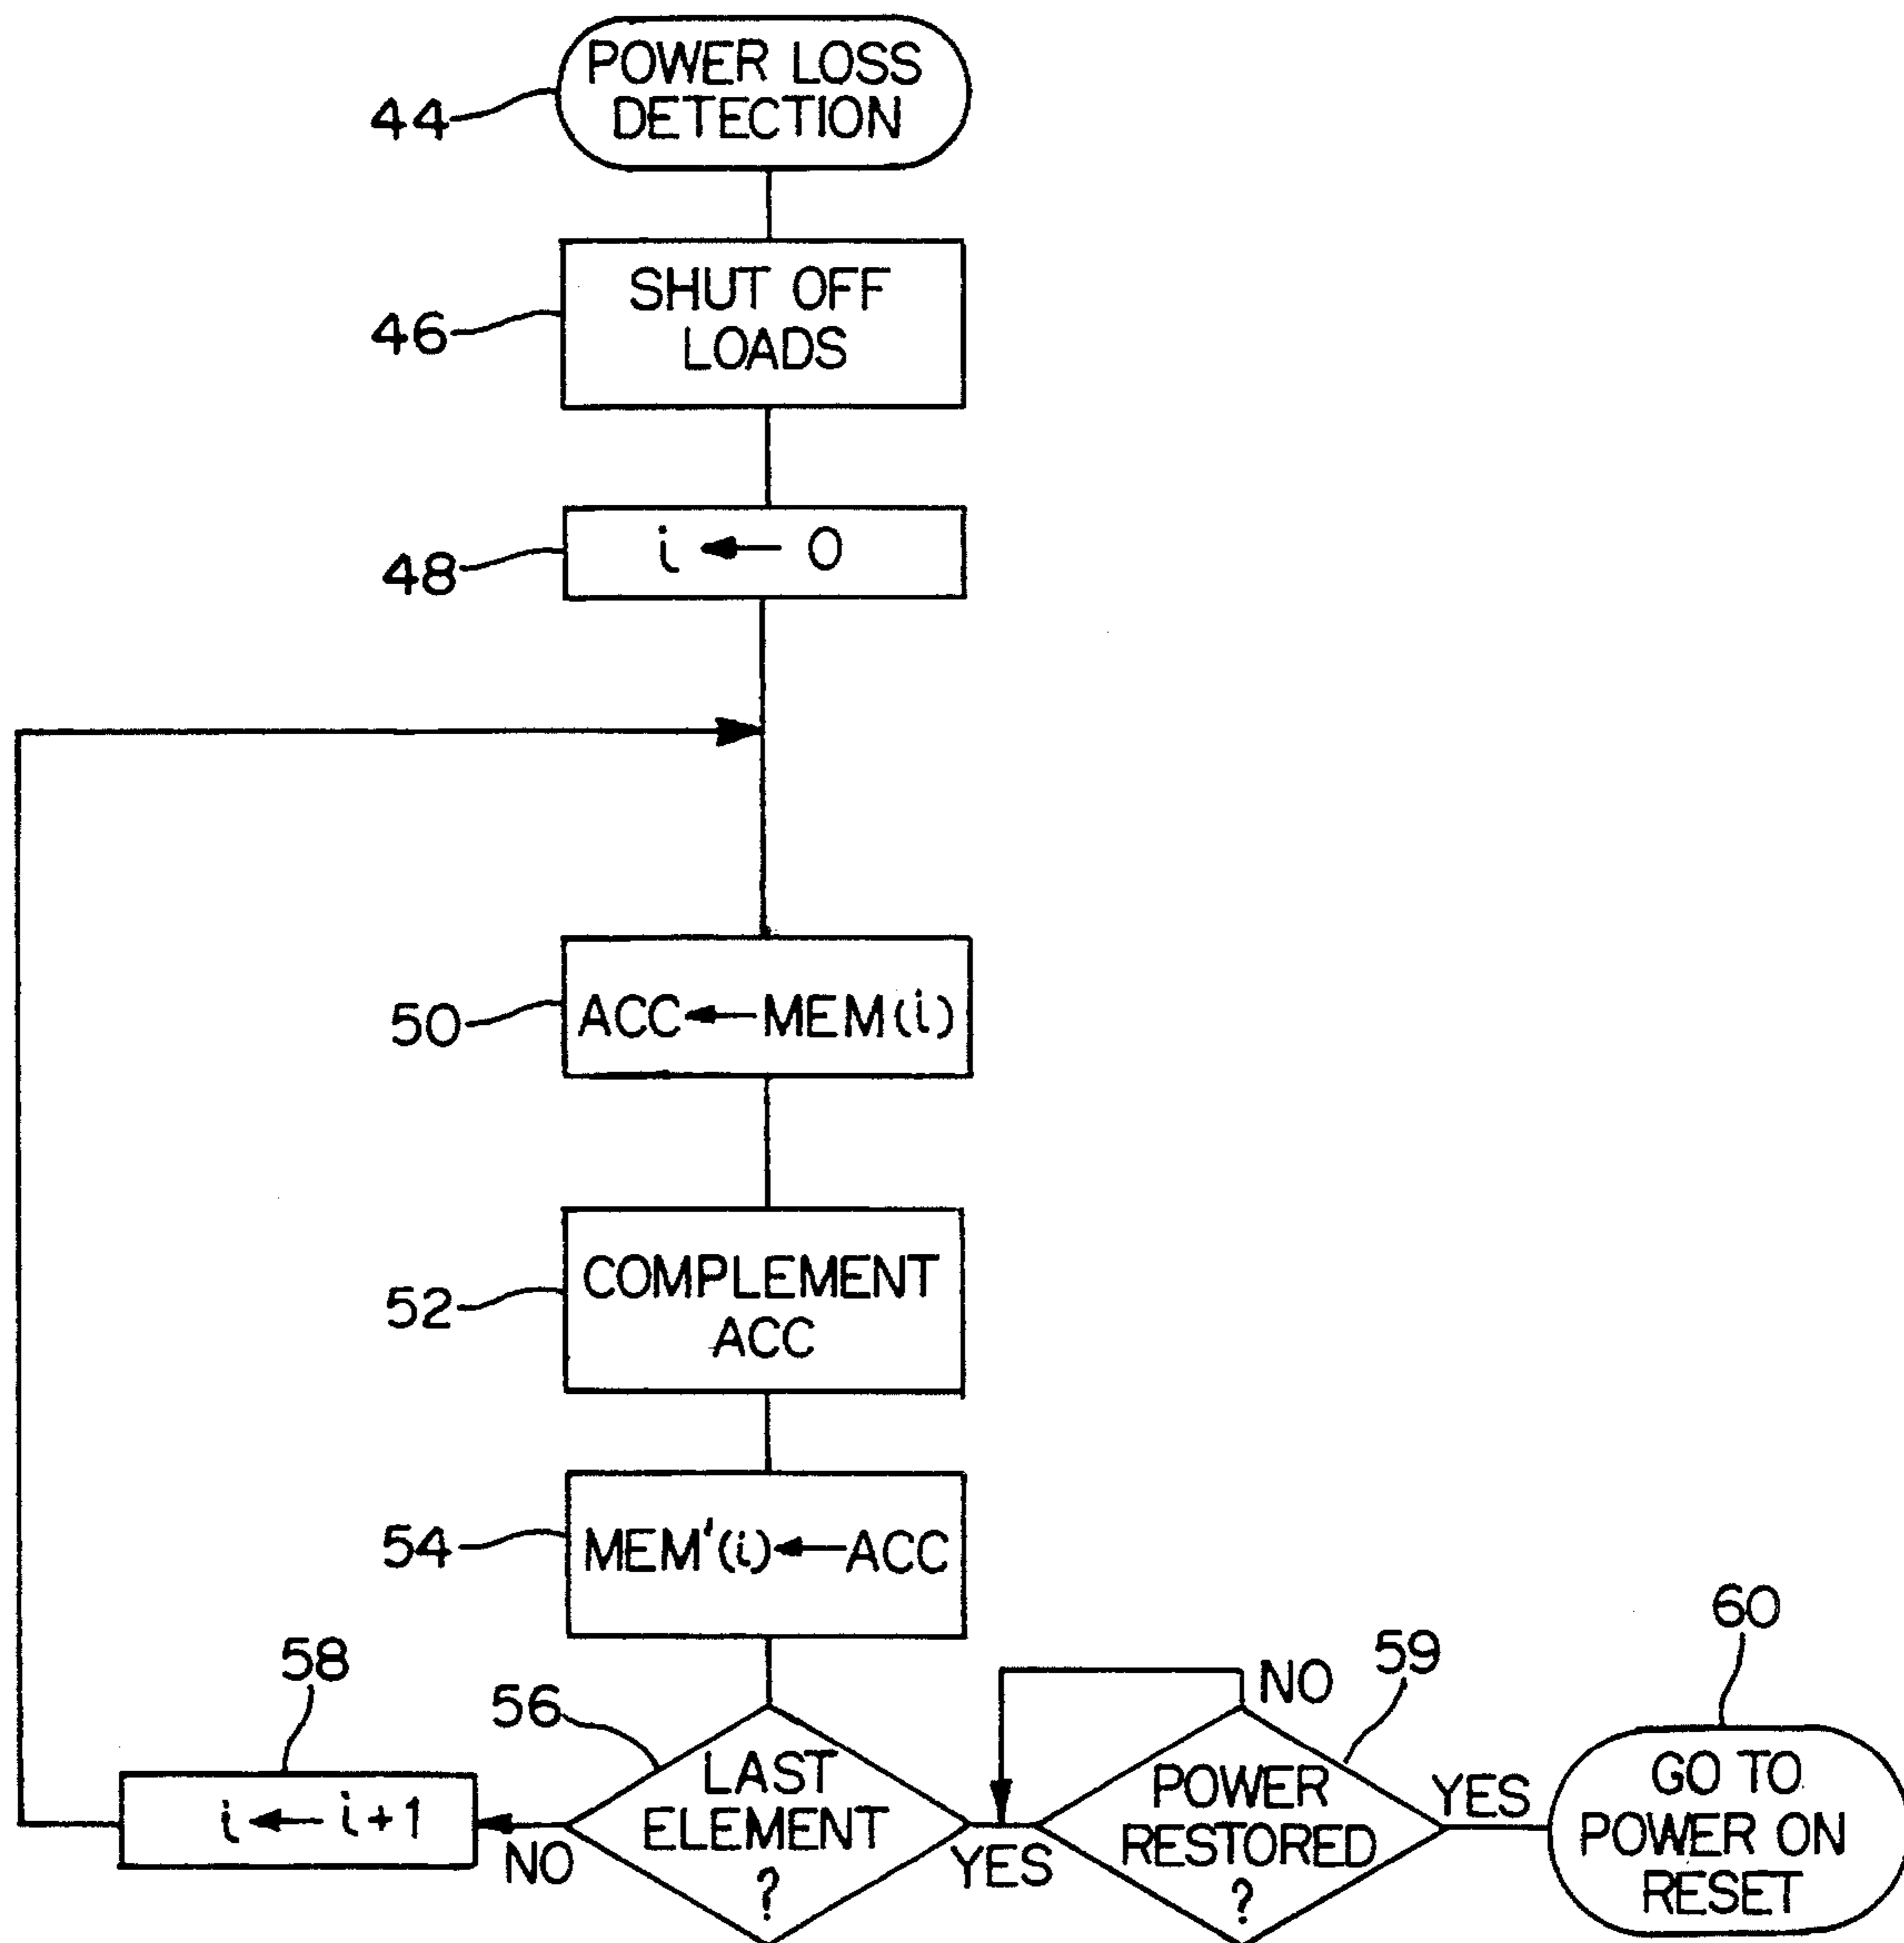 POWER LOSS
DETECTION
44
SHUT OFF
LOADS
46
i ← 0
48
ACC ← MEM(i)
50
COMPLEMENT
ACC
52
MEM'(i) ← ACC
54
LAST
ELEMENT
?
56
NO
YES
i ← i+1
58
POWER
RESTORED
?
59
NO
YES
GO TO
POWER ON
RESET
60